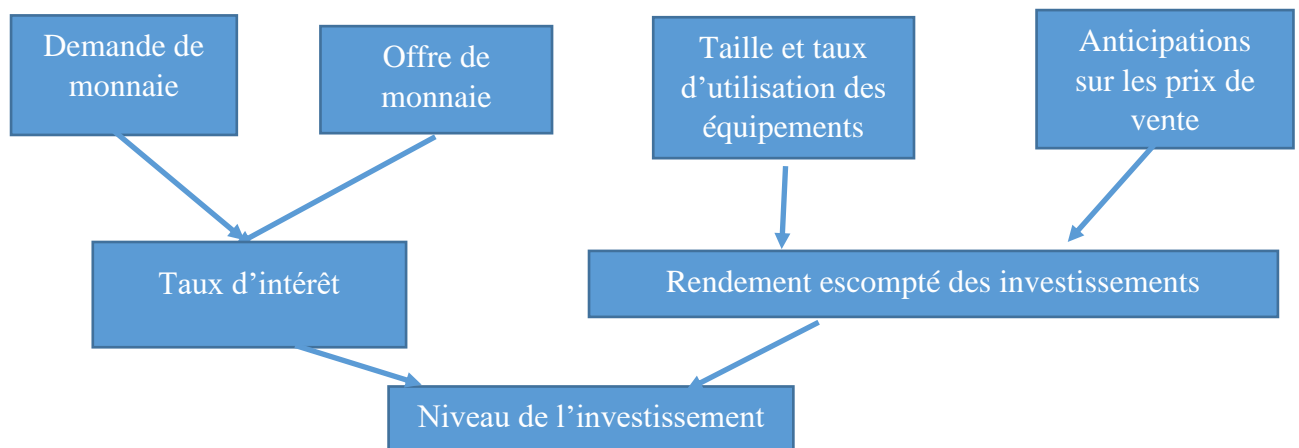 Demande de
monnaie
Offre de
monnaie
Taille et taux
d’utilisation des
équipements
Anticipations
sur les prix de
vente
Taux d’intérêt
Rendement escompté des investissements
Niveau de l’investissement